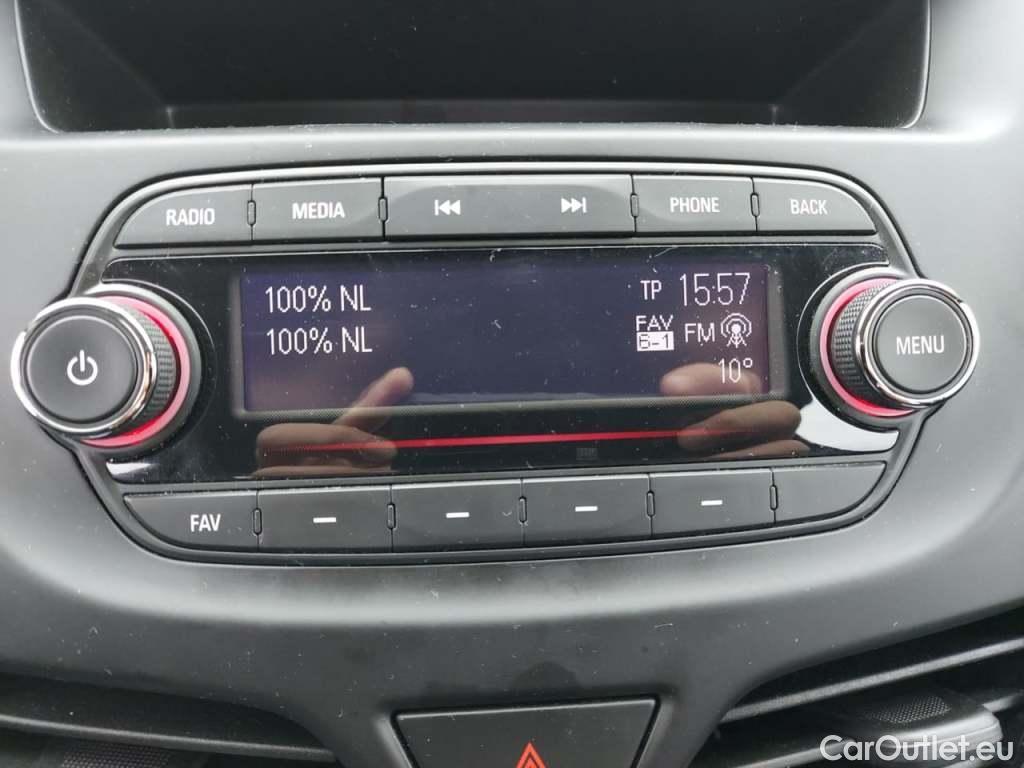 RADIO MEDIA PHONE BACK
100% NL TP 15:57
100% NL FAV 6-1 FM
10°
MENU
FAV
CarOutlet.eu